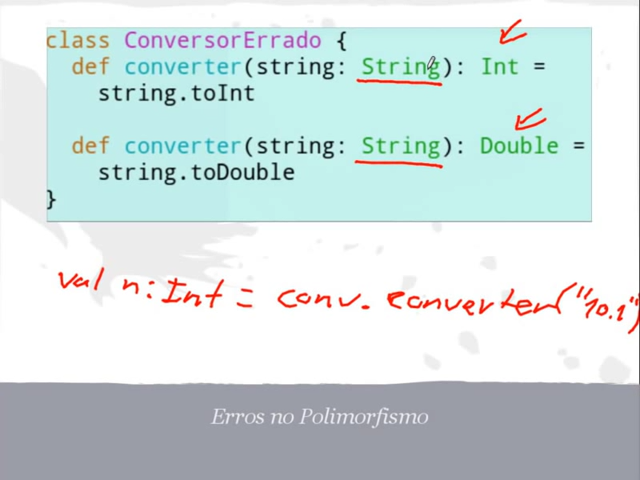 class ConversorErrado {
def converter(string: String): Int =
string.toInt
def converter(string: String): Double =
string.toDouble
}
val n: Int = conv. converter("10.1")
Erros no Polimorfismo